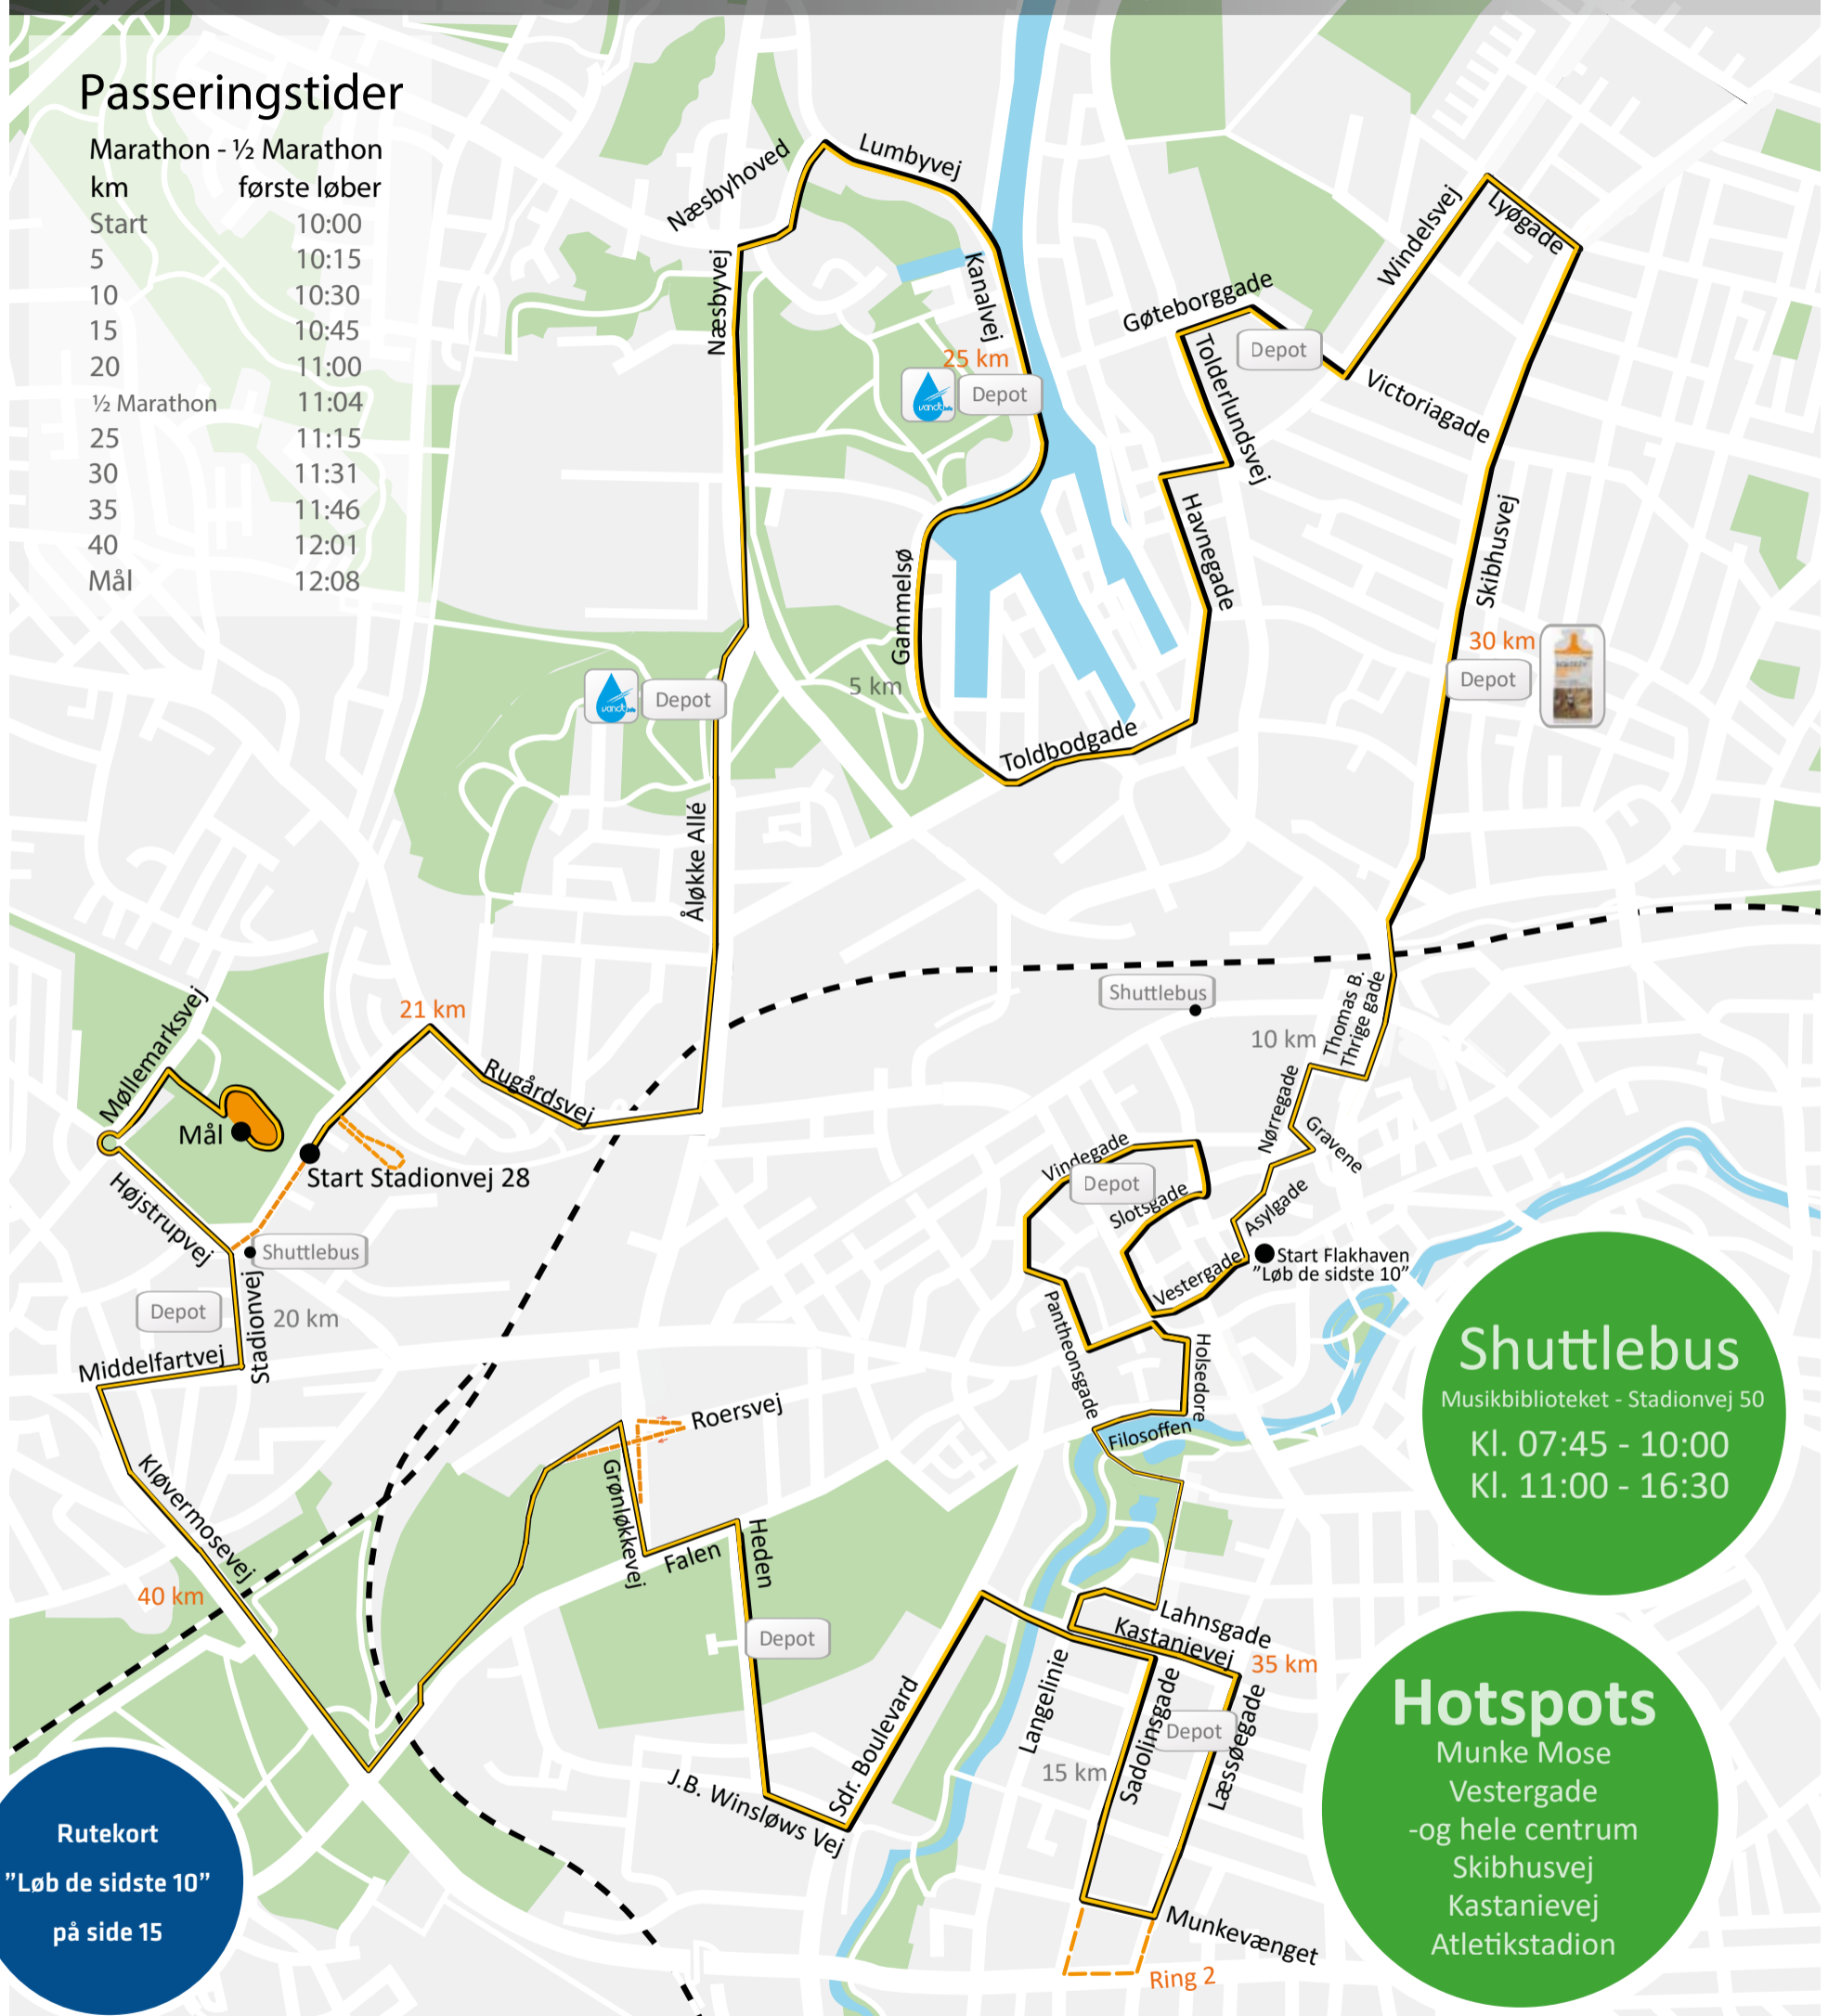 Passeringstider
Marathon - ½ Marathon
km første løber
Start 10:00
5 10:15
10 10:30
15 10:45
20 11:00
½ Marathon 11:04
25 11:15
30 11:31
35 11:46
40 12:01
Mål 12:08
Næsbyhoved
Lumbyvej
Næsbyvej
Kanalvej
25 km
Depot
Gøteborggade
Tolderlundsvej
Depot
Windelsvej
Lyøgade
Victoriagade
Havnegade
Skibhusvej
30 km
Depot
Gammelsø
5 km
Toldbodgade
Depot
Åløkke Allé
Shuttlebus
10 km
Thomas B.
Thrige gade
21 km
Rugårdsvej
Møllemarksvej
Mål
Start Stadionvej 28
Højstrupvej
Shuttlebus
Depot
Stadionvej
20 km
Middelfartvej
Nørregade
Gravene
Vindegade
Depot
Slotsgade
Asylgade
Vestergade
Start Flakhaven
"Løb de sidste 10"
Pantheonsgade
Holsedore
Filosoffen
Roersvej
Grønløkkevej
Falen
Heden
Depot
Kløvermosevej
40 km
Lahnsgade
Kastanievej
35 km
Langelinie
Sadolinsgade
Depot
Læssøegade
15 km
Sdr. Boulevard
J.B. Winsløws Vej
Munkevænget
Ring 2
Shuttlebus
Musikbiblioteket - Stadionvej 50
Kl. 07:45 - 10:00
Kl. 11:00 - 16:30
Hotspots
Munke Mose
Vestergade
-og hele centrum
Skibhusvej
Kastanievej
Atletikstadion
Rutekort
"Løb de sidste 10"
på side 15